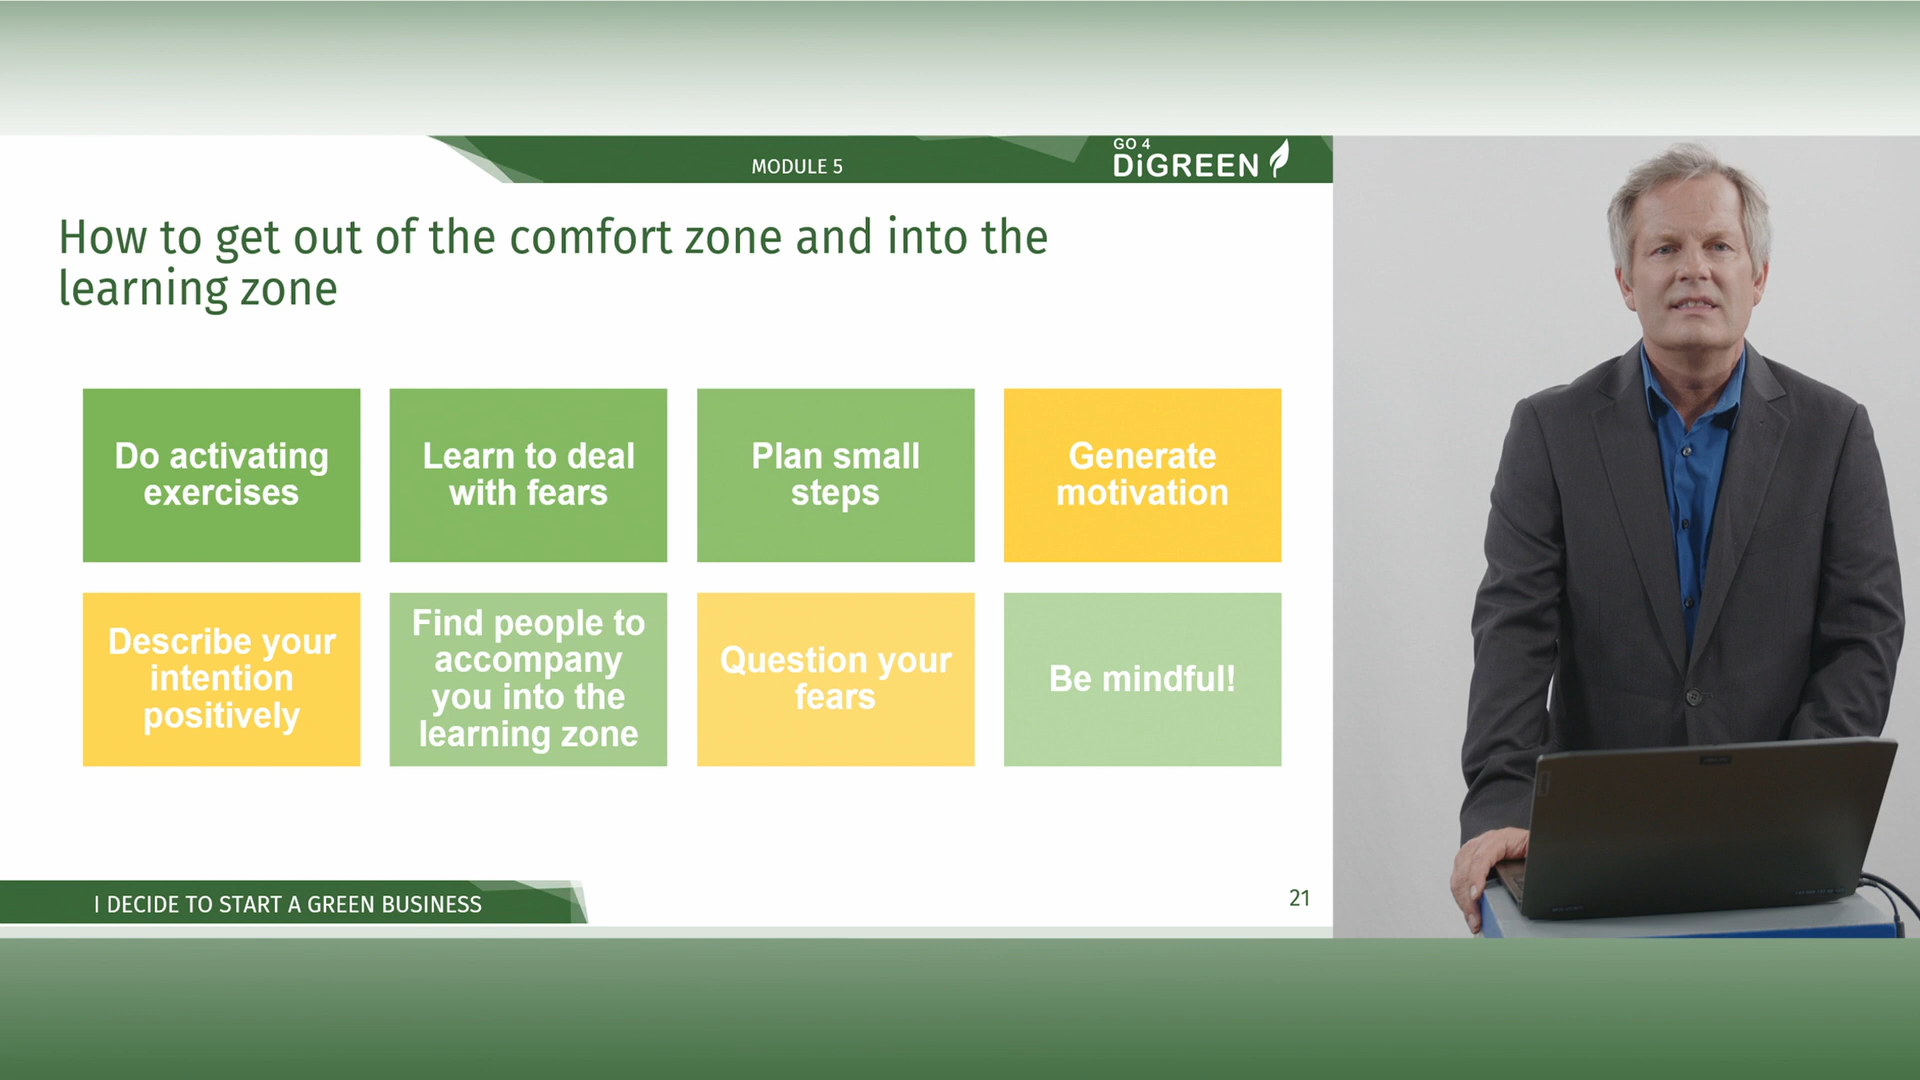 MODULE 5
GO 4
DiGREEN
How to get out of the comfort zone and into the
learning zone
Do activating
exercises
Learn to deal
with fears
Plan small
steps
Generate
motivation
Describe your
intention
positively
Find people to
accompany
you into the
learning zone
Question your
fears
Be mindful!
I DECIDE TO START A GREEN BUSINESS
21